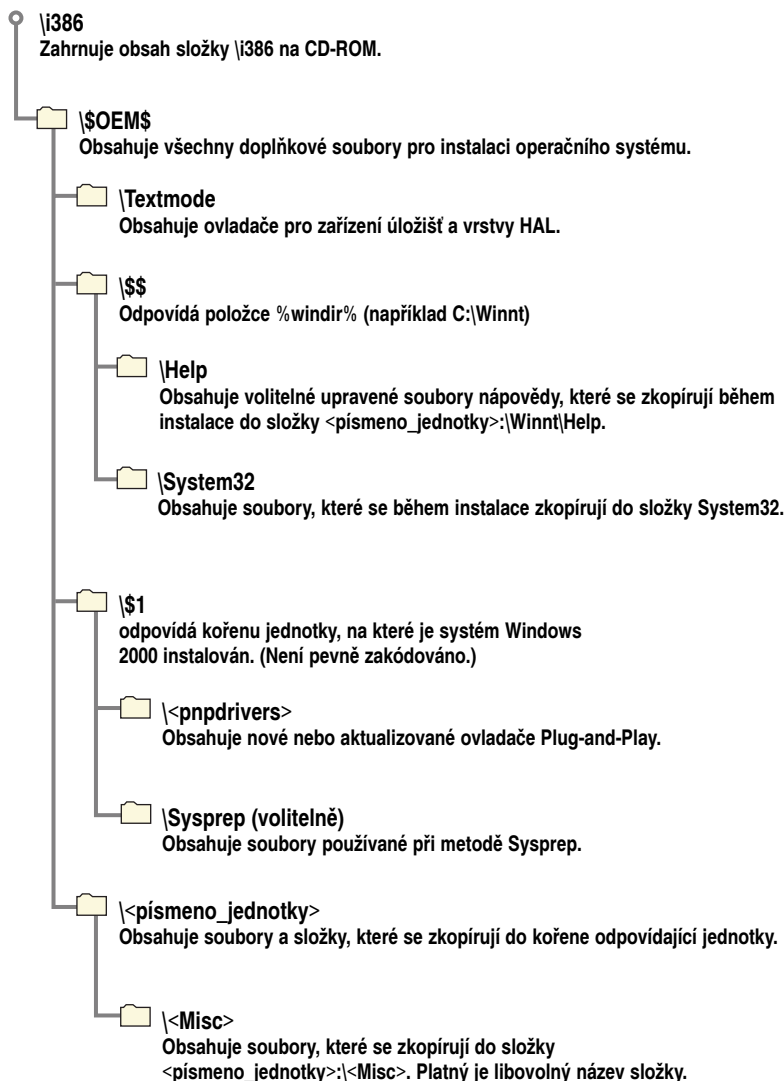 \i386
Zahrnuje obsah složky \i386 na CD-ROM.
\$OEM$
Obsahuje všechny doplňkové soubory pro instalaci operačního systému.
\Textmode
Obsahuje ovladače pro zařízení úložišť a vrstvy HAL.
\$$
Odpovídá položce %windir% (například C:\Winnt)
\Help
Obsahuje volitelné upravené soubory nápovědy, které se zkopírují během
instalace do složky <písmeno_jednotky>:\Winnt\Help.
\System32
Obsahuje soubory, které se během instalace zkopírují do složky System32.
\$1
odpovídá kořenu jednotky, na které je systém Windows
2000 instalován. (Není pevně zakódováno.)
\<pnpdrivers>
Obsahuje nové nebo aktualizované ovladače Plug-and-Play.
\Sysprep (volitelně)
Obsahuje soubory používané při metodě Sysprep.
\<písmeno_jednotky>
Obsahuje soubory a složky, které se zkopírují do kořene odpovídající jednotky.
\<Misc>
Obsahuje soubory, které se zkopírují do složky
<písmeno_jednotky>:\<Misc>. Platný je libovolný název složky.